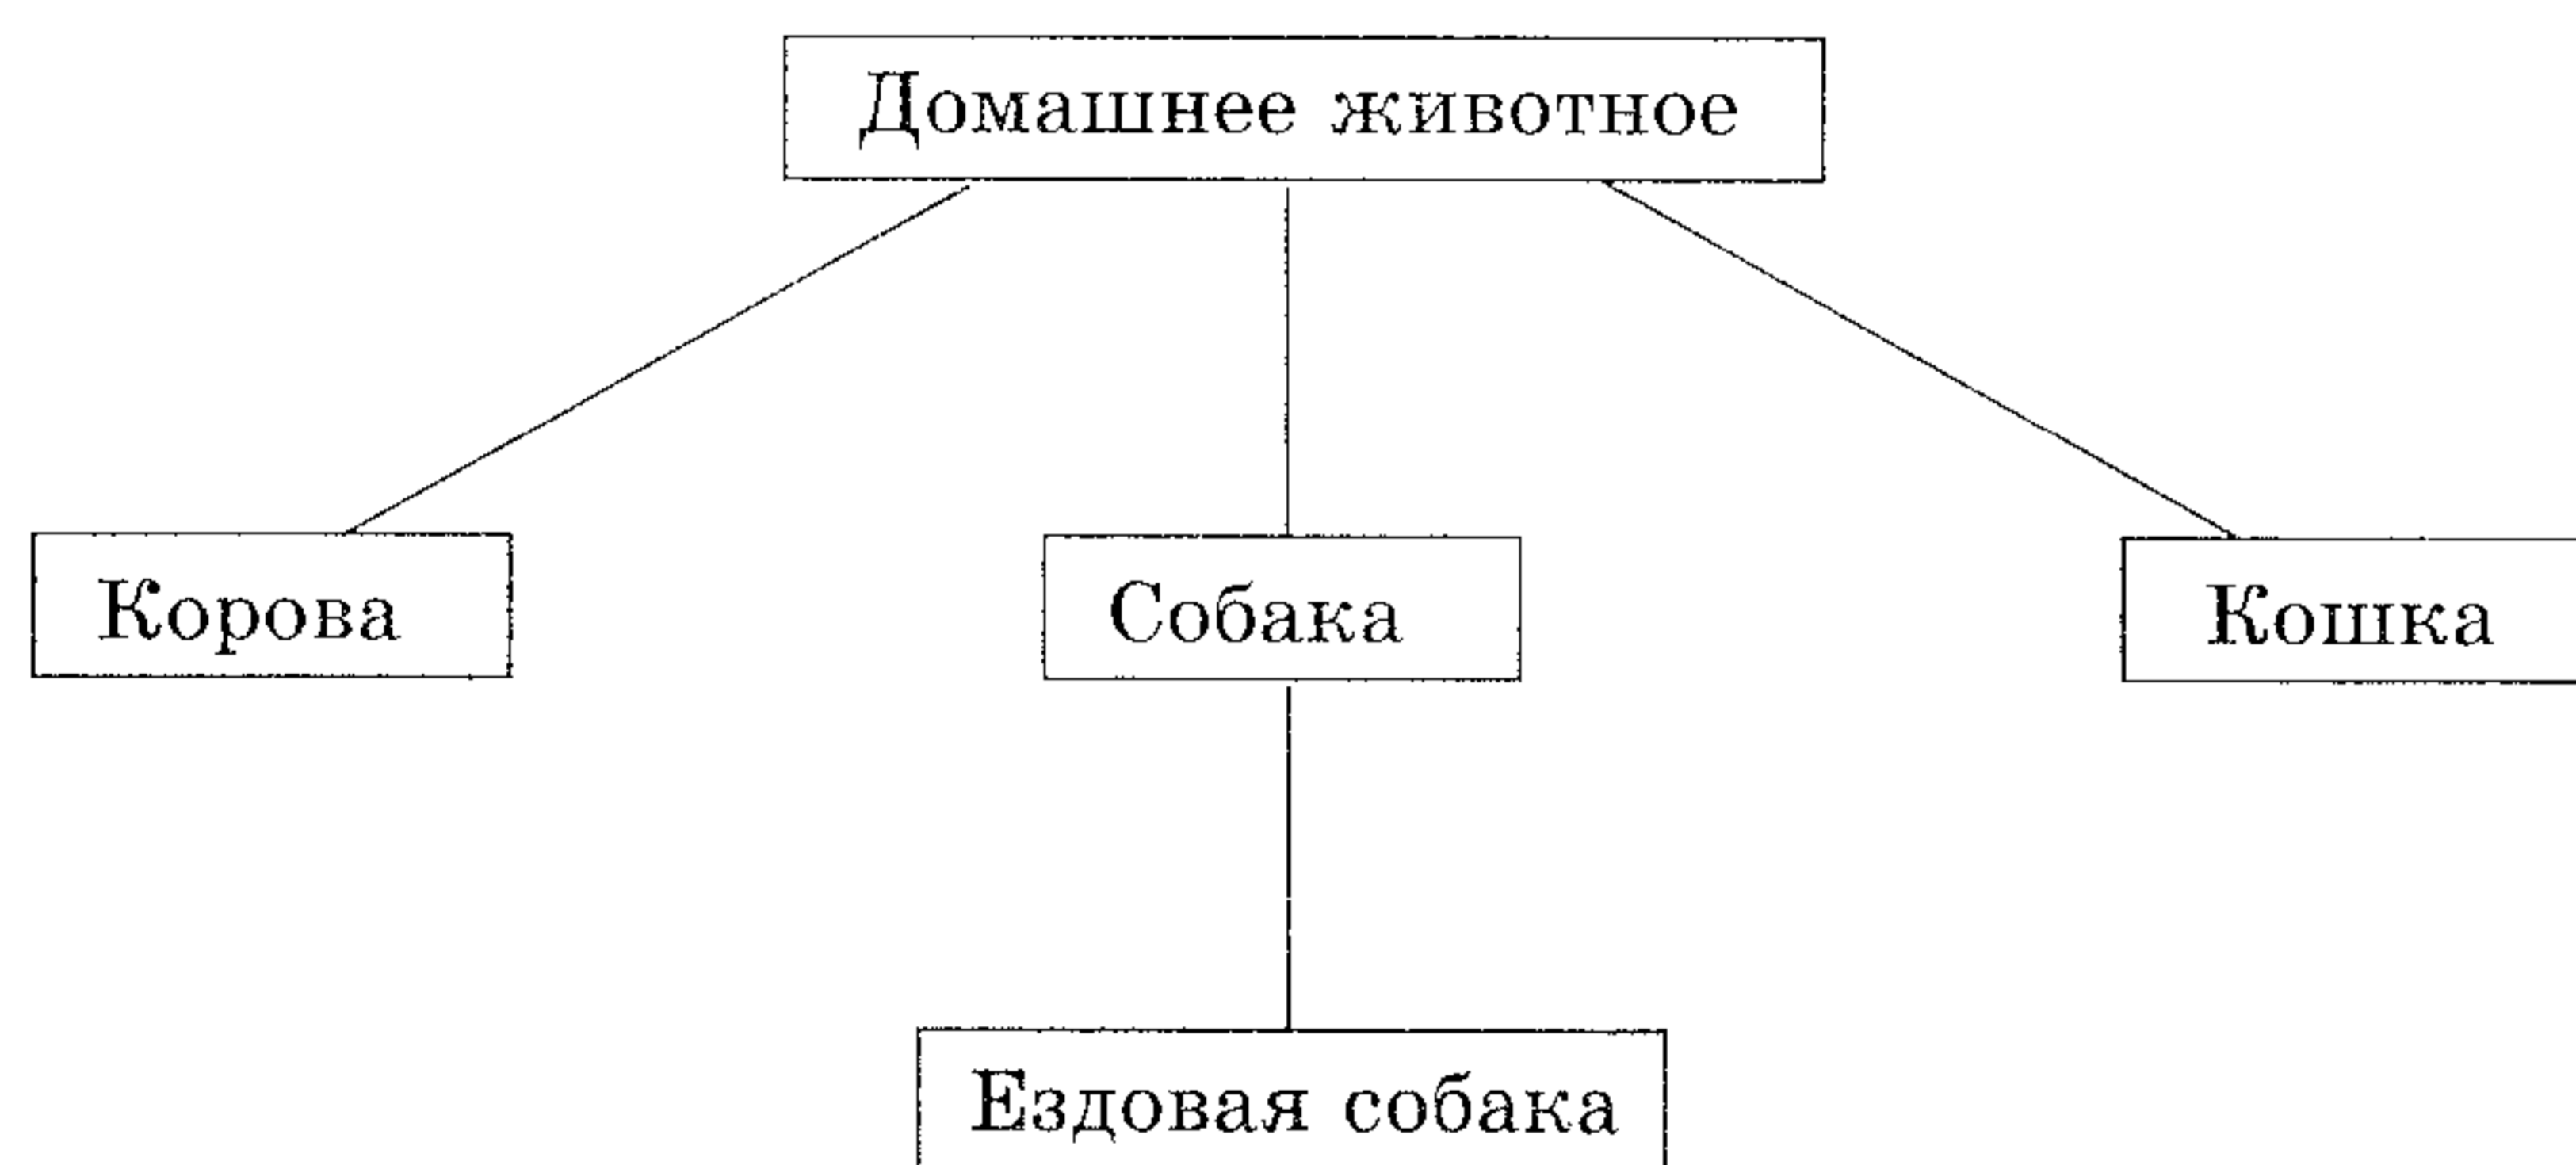 Домашнее животное
Корова
Собака
Кошка
Ездовая собака